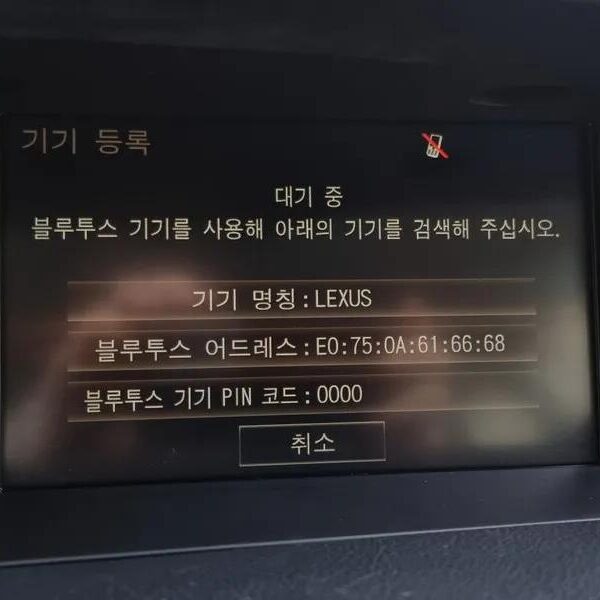 기기 등록
대기 중
블루투스 기기를 사용해 아래의 기기를 검색해 주십시오.
기기 명칭:LEXUS
블루투스 어드레스:E0:75:0A:61:66:68
블루투스 기기 PIN 코드:0000
취소